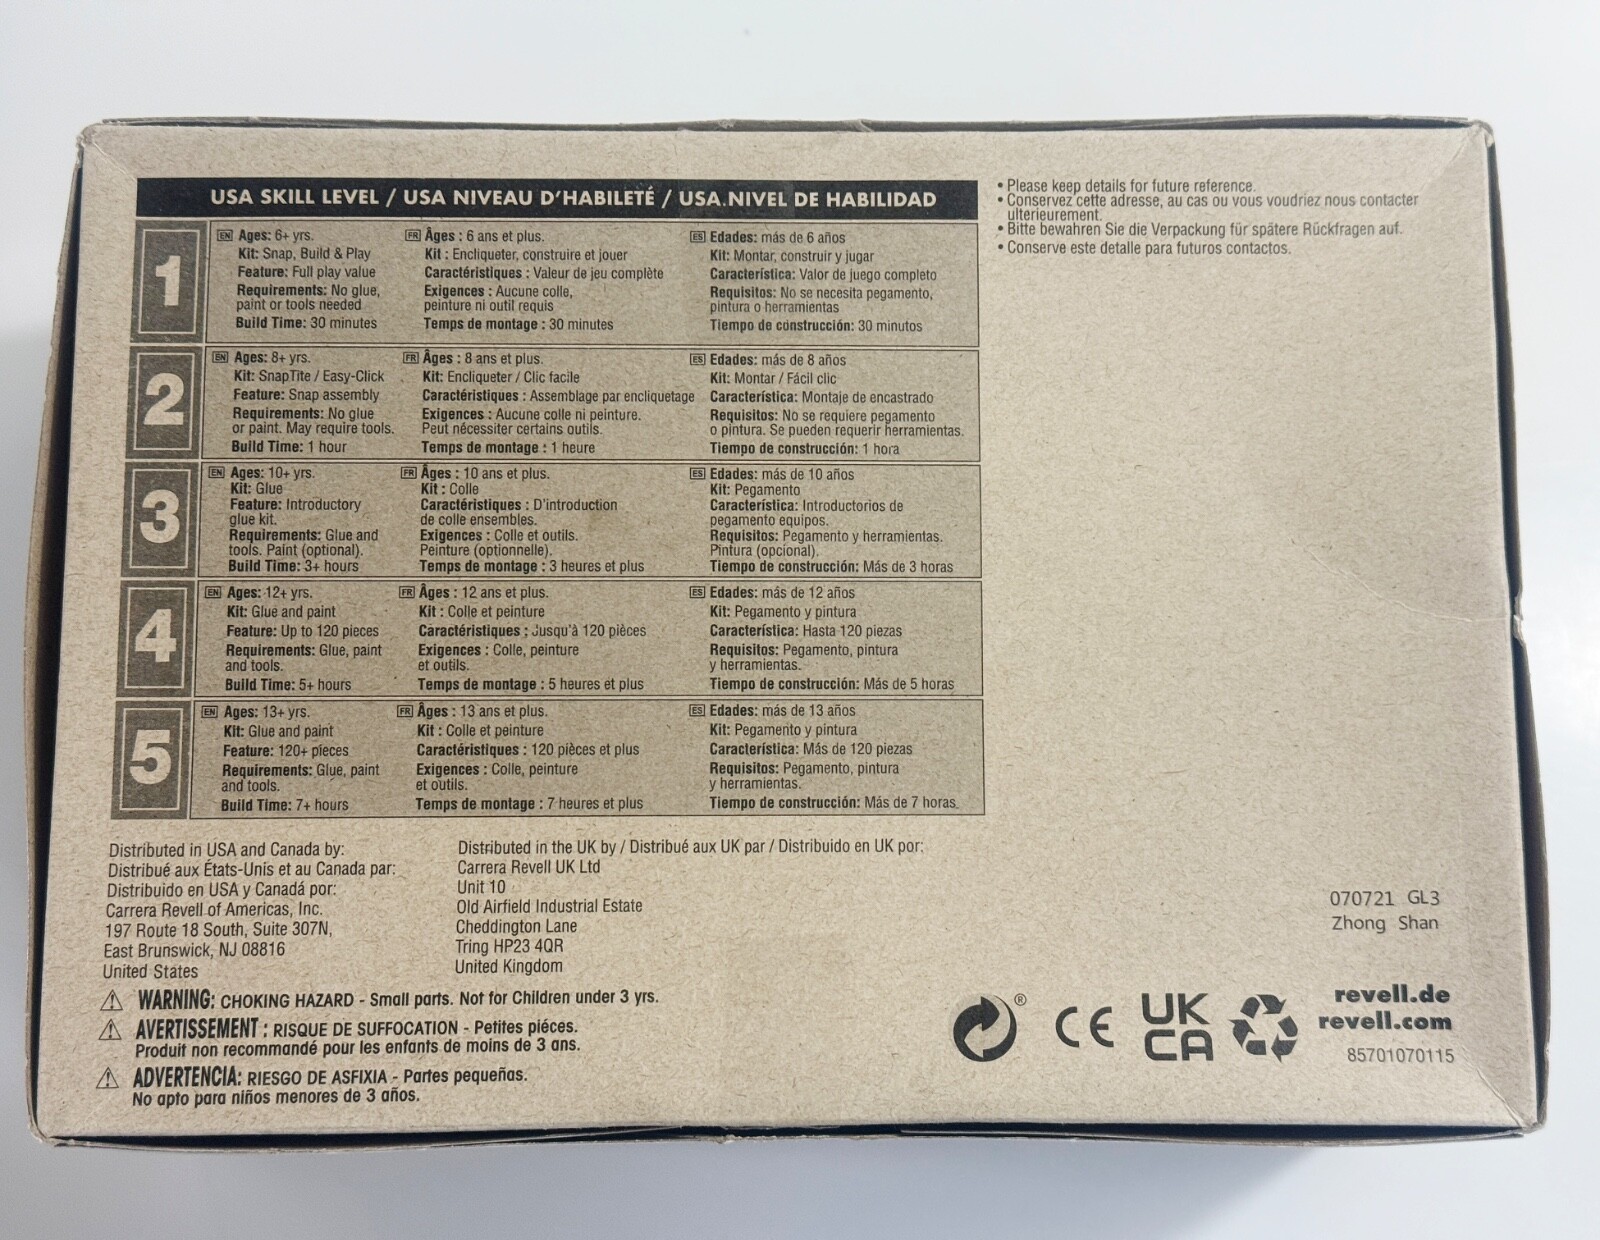 USA SKILL LEVEL / USA NIVEAU D'HABILETÉ / USA.NIVEL DE HABILIDAD
1
EN Ages: 6+ yrs.
Kit: Snap, Build & Play
Feature: Full play value
Requirements: No glue,
paint or tools needed
Build Time: 30 minutes
FR Âges : 6 ans et plus.
Kit : Encliqueter, construire et jouer
Caractéristiques : Valeur de jeu complète
Exigences : Aucune colle,
peinture ni outil requis
Temps de montage : 30 minutes
ES Edades: más de 6 años
Kit: Montar, construir y jugar
Característica: Valor de juego completo
Requisitos: No se necesita pegamento,
pintura o herramientas
Tiempo de construcción: 30 minutos
2
EN Ages: 8+ yrs.
Kit: SnapTite / Easy-Click
Feature: Snap assembly
Requirements: No glue
or paint. May require tools.
Build Time: 1 hour
FR Âges : 8 ans et plus.
Kit: Encliqueter / Clic facile
Caractéristiques : Assemblage par encliquetage
Exigences : Aucune colle ni peinture.
Peut nécessiter certains outils.
Temps de montage : 1 heure
ES Edades: más de 8 años
Kit: Montar / Fácil clic
Característica: Montaje de encastrado
Requisitos: No se requiere pegamento
o pintura. Se pueden requerir herramientas.
Tiempo de construcción: 1 hora
3
EN Ages: 10+ yrs.
Kit: Glue
Feature: Introductory
glue kit.
Requirements: Glue and
tools. Paint (optional).
Build Time: 3+ hours
FR Âges : 10 ans et plus.
Kit : Colle
Caractéristiques : D'introduction
de colle ensembles.
Exigences : Colle et outils.
Peinture (optionnelle).
Temps de montage : 3 heures et plus
ES Edades: más de 10 años
Kit: Pegamento
Característica: Introductorios de
pegamento equipos.
Requisitos: Pegamento y herramientas.
Pintura (opcional).
Tiempo de construcción: Más de 3 horas
4
EN Ages: 12+ yrs.
Kit: Glue and paint
Feature: Up to 120 pieces
Requirements: Glue, paint
and tools.
Build Time: 5+ hours
FR Âges : 12 ans et plus.
Kit : Colle et peinture
Caractéristiques : Jusqu'à 120 pièces
Exigences : Colle, peinture
et outils.
Temps de montage : 5 heures et plus
ES Edades: más de 12 años
Kit: Pegamento y pintura
Característica: Hasta 120 piezas
Requisitos: Pegamento, pintura
y herramientas.
Tiempo de construcción: Más de 5 horas
5
EN Ages: 13+ yrs.
Kit: Glue and paint
Feature: 120+ pieces
Requirements: Glue, paint
and tools.
Build Time: 7+ hours
FR Âges : 13 ans et plus.
Kit : Colle et peinture
Caractéristiques : 120 pièces et plus
Exigences : Colle, peinture
et outils.
Temps de montage : 7 heures et plus
ES Edades: más de 13 años
Kit: Pegamento y pintura
Característica: Más de 120 piezas
Requisitos: Pegamento, pintura
y herramientas.
Tiempo de construcción: Más de 7 horas
• Please keep details for future reference.
• Conservez cette adresse, au cas ou vous voudriez nous contacter
ulterieurement.
• Bitte bewahren Sie die Verpackung für spätere Rückfragen auf.
• Conserve este detalle para futuros contactos.
Distributed in USA and Canada by:
Distribué aux États-Unis et au Canada par:
Distribuido en USA y Canadá por:
Carrera Revell of Americas, Inc.
197 Route 18 South, Suite 307N,
East Brunswick, NJ 08816
United States
Distributed in the UK by / Distribué aux UK par / Distribuido en UK por:
Carrera Revell UK Ltd
Unit 10
Old Airfield Industrial Estate
Cheddington Lane
Tring HP23 4QR
United Kingdom
WARNING: CHOKING HAZARD - Small parts. Not for Children under 3 yrs.
AVERTISSEMENT : RISQUE DE SUFFOCATION - Petites piéces.
Produit non recommandé pour les enfants de moins de 3 ans.
ADVERTENCIA: RIESGO DE ASFIXIA - Partes pequeñas.
No apto para niños menores de 3 años.
070721 GL3
Zhong Shan
® CE UK
CA
revell.de
revell.com
85701070115